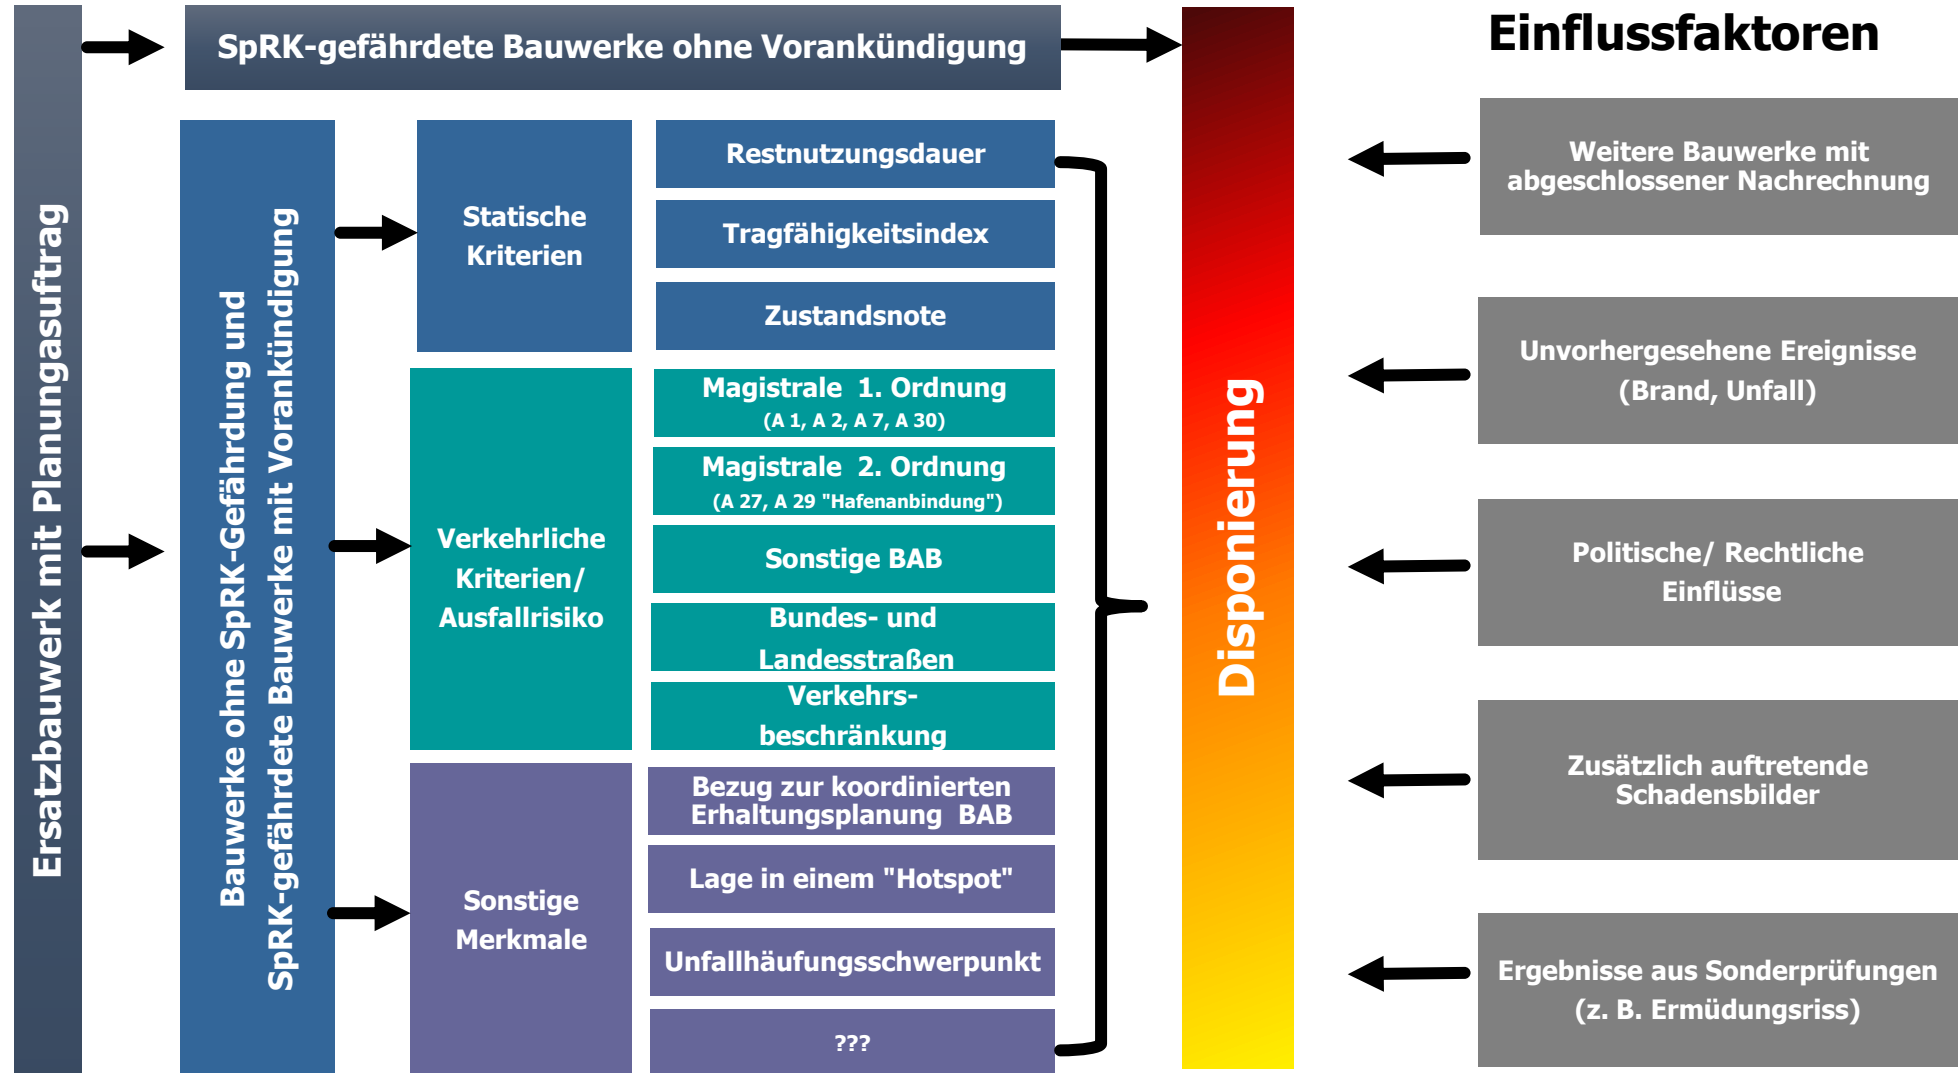 Ersatzbauwerk mit Planungasuftrag
SpRK-gefährdete Bauwerke ohne Vorankündigung
Bauwerke ohne SpRK-Gefährdung und
SpRK-gefährdete Bauwerke mit Vorankündigung
Statische
Kriterien
Restnutzungsdauer
Tragfähigkeitsindex
Zustandsnote
Verkehrliche
Kriterien/
Ausfallrisiko
Magistrale 1. Ordnung
(A 1, A 2, A 7, A 30)
Magistrale 2. Ordnung
(A 27, A 29 "Hafenanbindung")
Sonstige BAB
Bundes- und
Landesstraßen
Verkehrs-
beschränkung
Sonstige
Merkmale
Bezug zur koordinierten
Erhaltungsplanung BAB
Lage in einem "Hotspot"
Unfallhäufungsschwerpunkt
???
Disponierung
Einflussfaktoren
Weitere Bauwerke mit
abgeschlossener Nachrechnung
Unvorhergesehene Ereignisse
(Brand, Unfall)
Politische/ Rechtliche
Einflüsse
Zusätzlich auftretende
Schadensbilder
Ergebnisse aus Sonderprüfungen
(z. B. Ermüdungsriss)